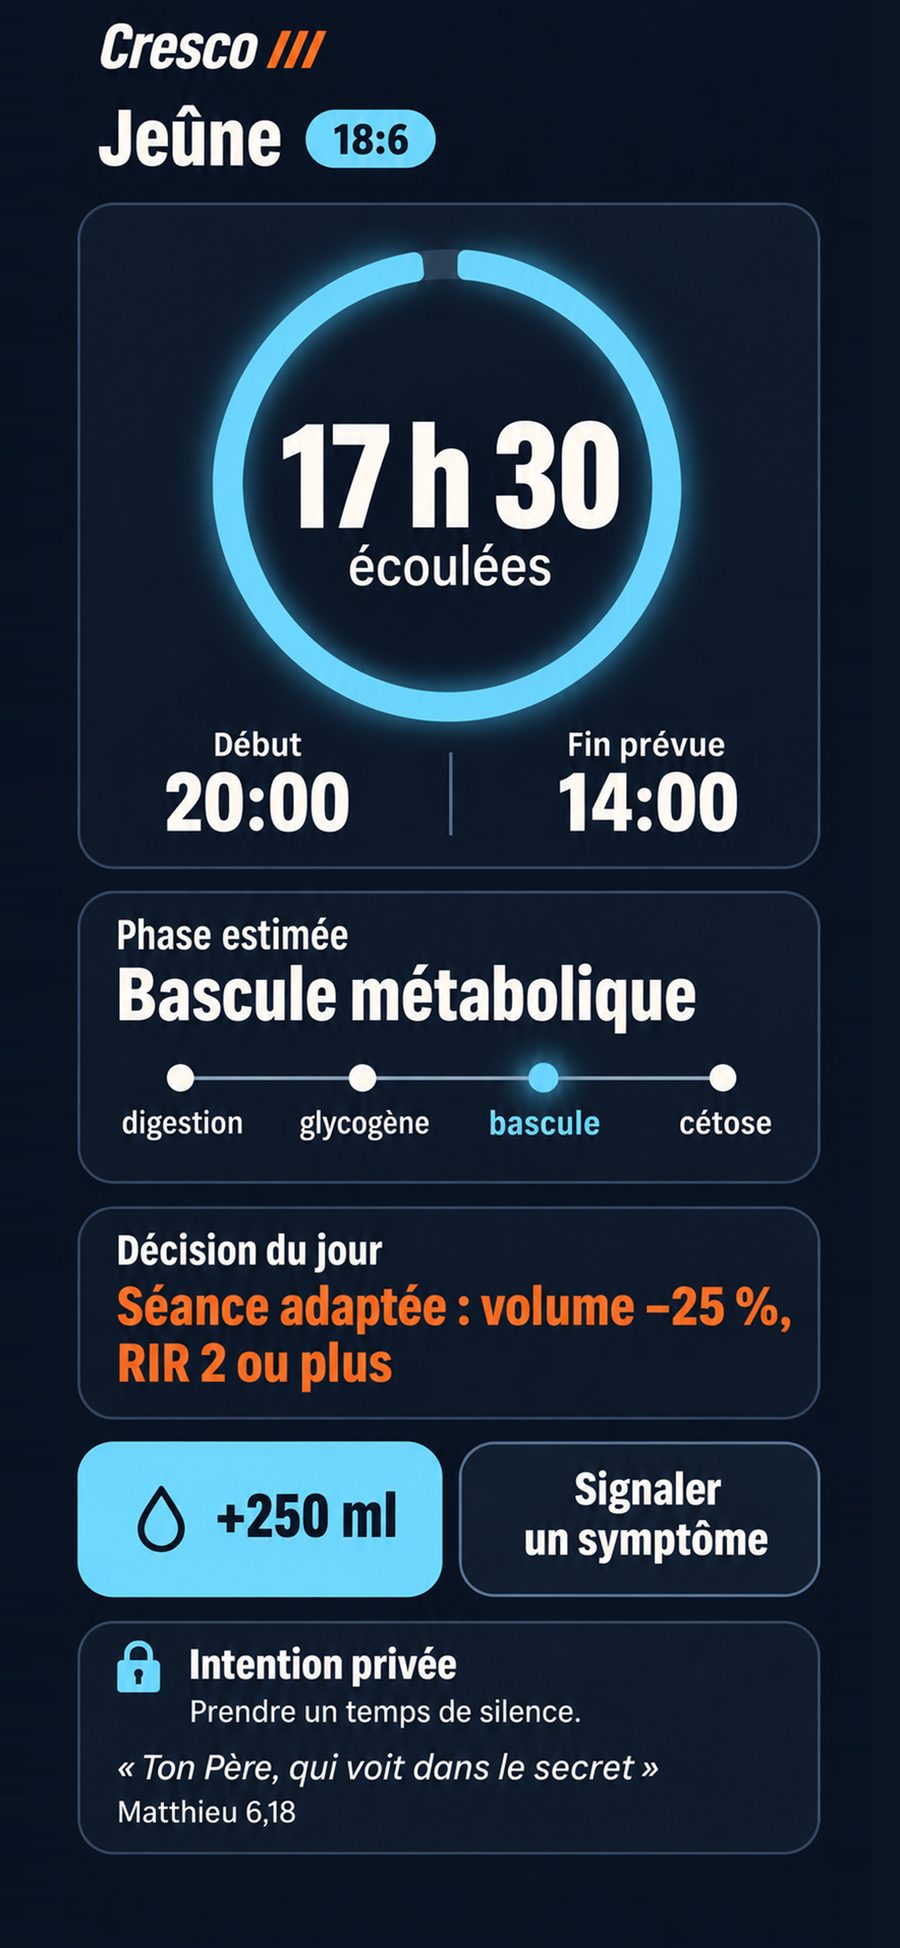 Cresco ///
Jeûne 18:6
17 h 30
écoulées
Début
20:00
Fin prévue
14:00
Phase estimée
Bascule métabolique
digestion glycogène bascule cétose
Décision du jour
Séance adaptée : volume –25 %,
RIR 2 ou plus
+250 ml
Signaler
un symptôme
Intention privée
Prendre un temps de silence.
« Ton Père, qui voit dans le secret »
Matthieu 6,18